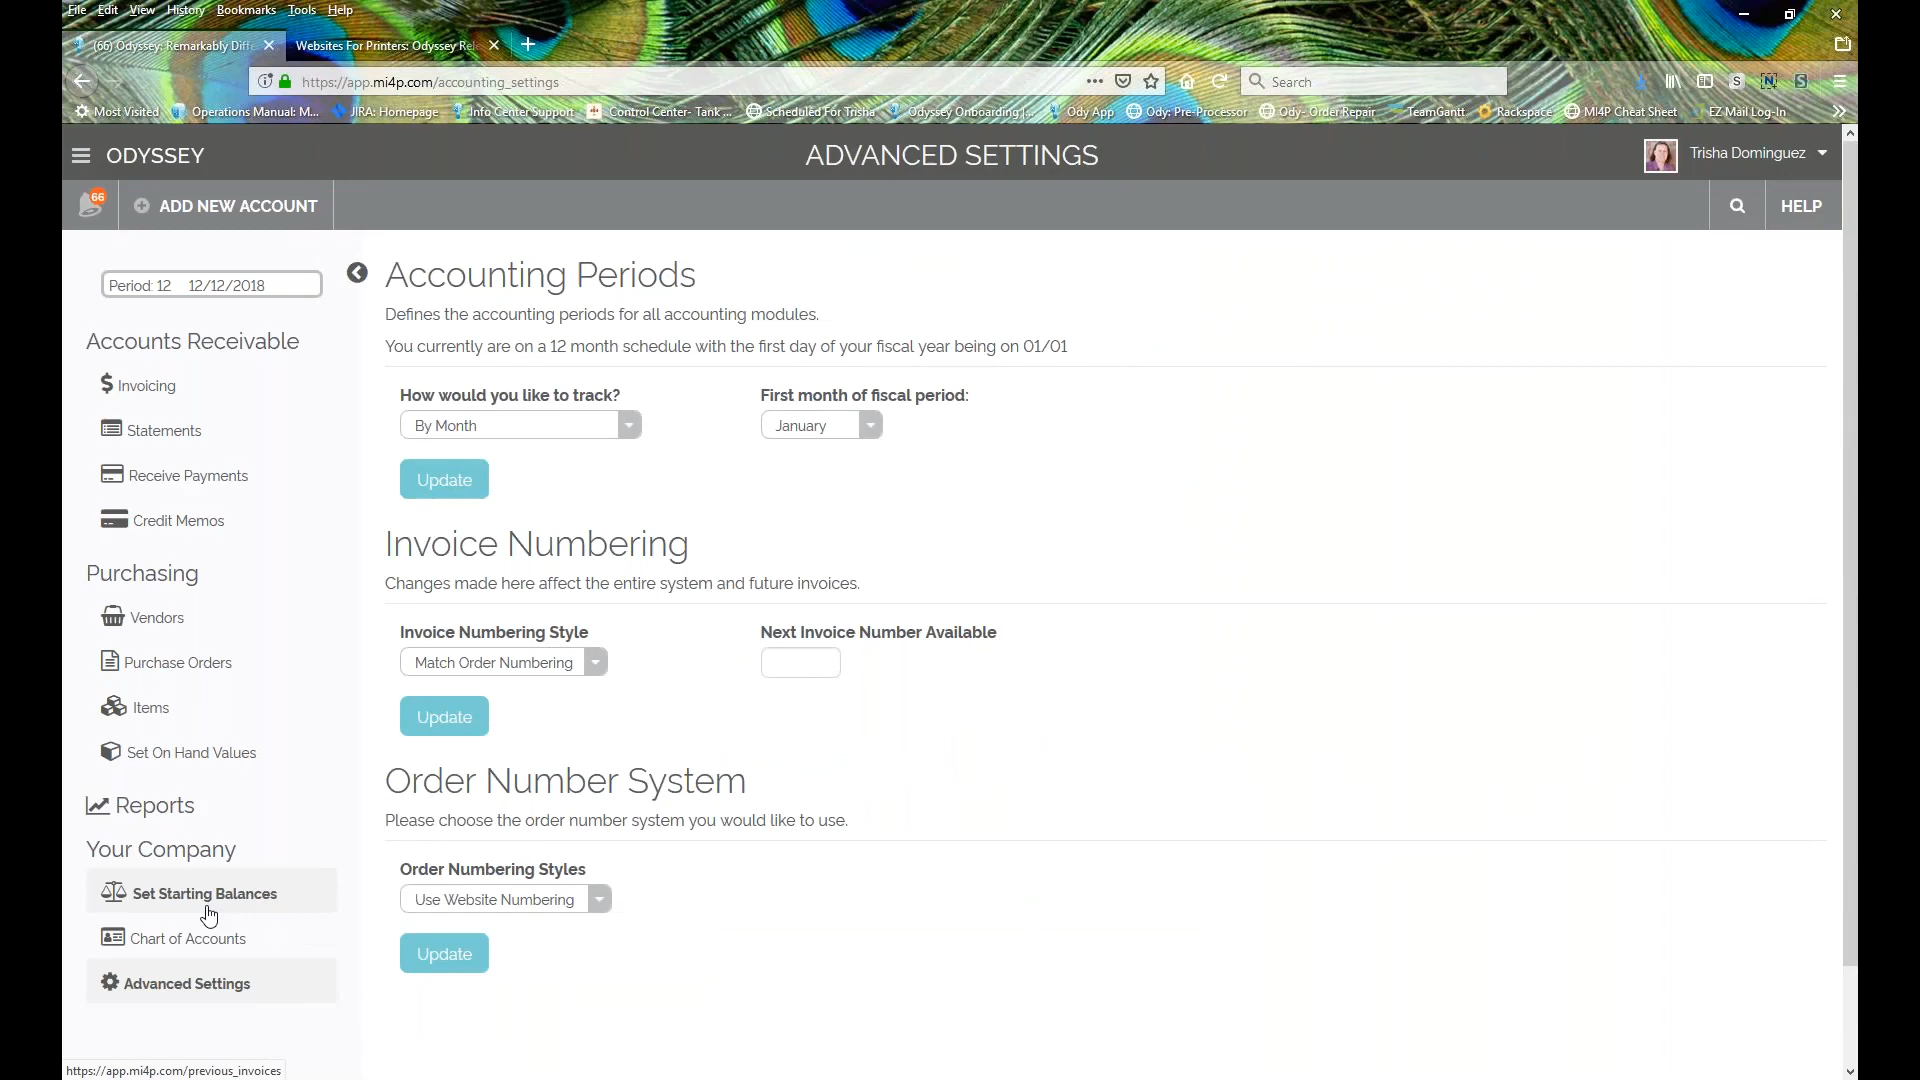 File Edit View History Bookmarks Tools Help
(66) Odyssey: Remarkably Diffe
Websites For Printers: Odyssey Rel
https://app.mi4p.com/accounting_settings
Search
Most Visited Operations Manual: M... JIRA: Homepage Info Center Support Control Center- Tank ... Scheduled For Trisha Odyssey Onboarding |... Ody App Ody: Pre-Processor Ody- Order Repair TeamGantt Rackspace MI4P Cheat Sheet EZ Mail Log-In
ODYSSEY
ADVANCED SETTINGS
Trisha Dominguez
66
ADD NEW ACCOUNT
HELP
Period: 12 12/12/2018
Accounts Receivable
Invoicing
Statements
Receive Payments
Credit Memos
Purchasing
Vendors
Purchase Orders
Items
Set On Hand Values
Reports
Your Company
Set Starting Balances
Chart of Accounts
Advanced Settings
Accounting Periods
Defines the accounting periods for all accounting modules.
You currently are on a 12 month schedule with the first day of your fiscal year being on 01/01
How would you like to track?
First month of fiscal period:
By Month
January
Update
Invoice Numbering
Changes made here affect the entire system and future invoices.
Invoice Numbering Style
Next Invoice Number Available
Match Order Numbering
Update
Order Number System
Please choose the order number system you would like to use.
Order Numbering Styles
Use Website Numbering
Update
https://app.mi4p.com/previous_invoices